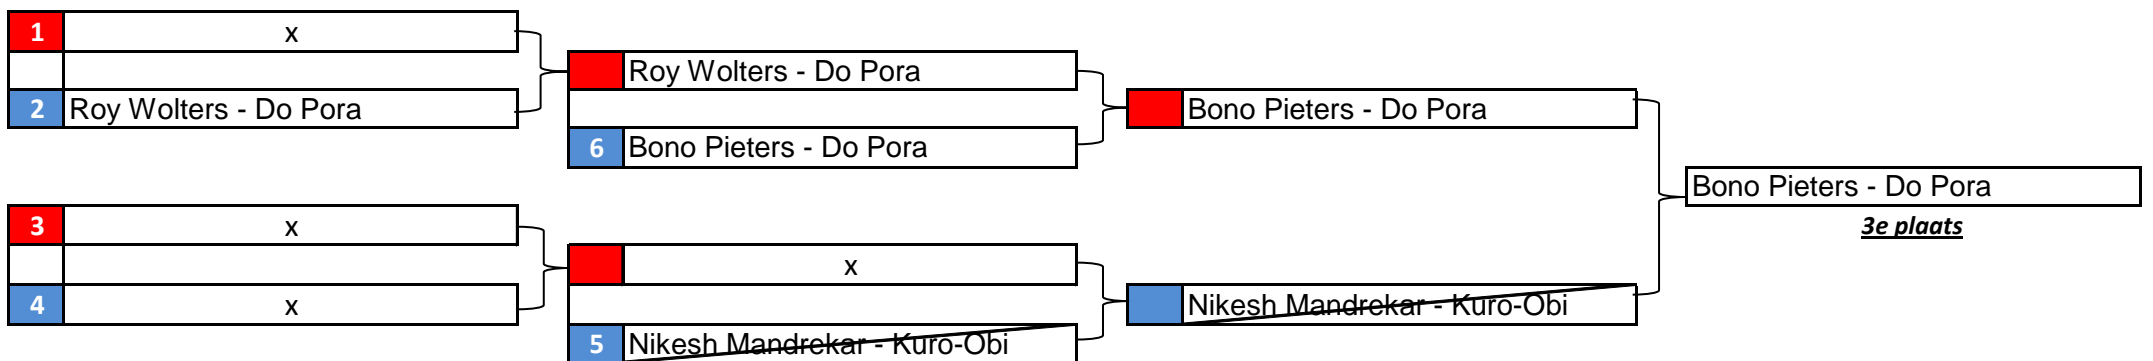 1 x
Roy Wolters - Do Pora
2 Roy Wolters - Do Pora
Bono Pieters - Do Pora
6 Bono Pieters - Do Pora
Bono Pieters - Do Pora
3e plaats
3 x
x
4 x
Nikesh Mandrekar - Kuro-Obi
5 Nikesh Mandrekar - Kuro-Obi